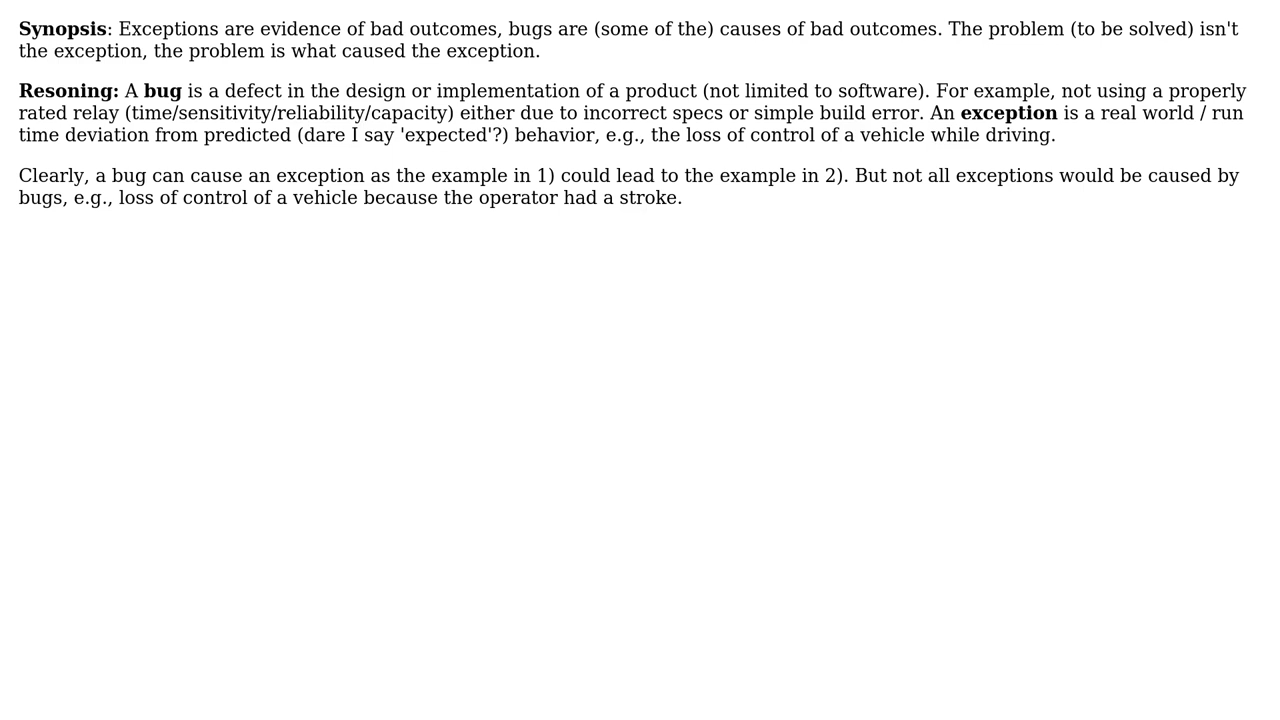 Synopsis: Exceptions are evidence of bad outcomes, bugs are (some of the) causes of bad outcomes. The problem (to be solved) isn't
the exception, the problem is what caused the exception.
Resoning: A bug is a defect in the design or implementation of a product (not limited to software). For example, not using a properly
rated relay (time/sensitivity/reliability/capacity) either due to incorrect specs or simple build error. An exception is a real world / run
time deviation from predicted (dare I say 'expected'?) behavior, e.g., the loss of control of a vehicle while driving.
Clearly, a bug can cause an exception as the example in 1) could lead to the example in 2). But not all exceptions would be caused by
bugs, e.g., loss of control of a vehicle because the operator had a stroke.